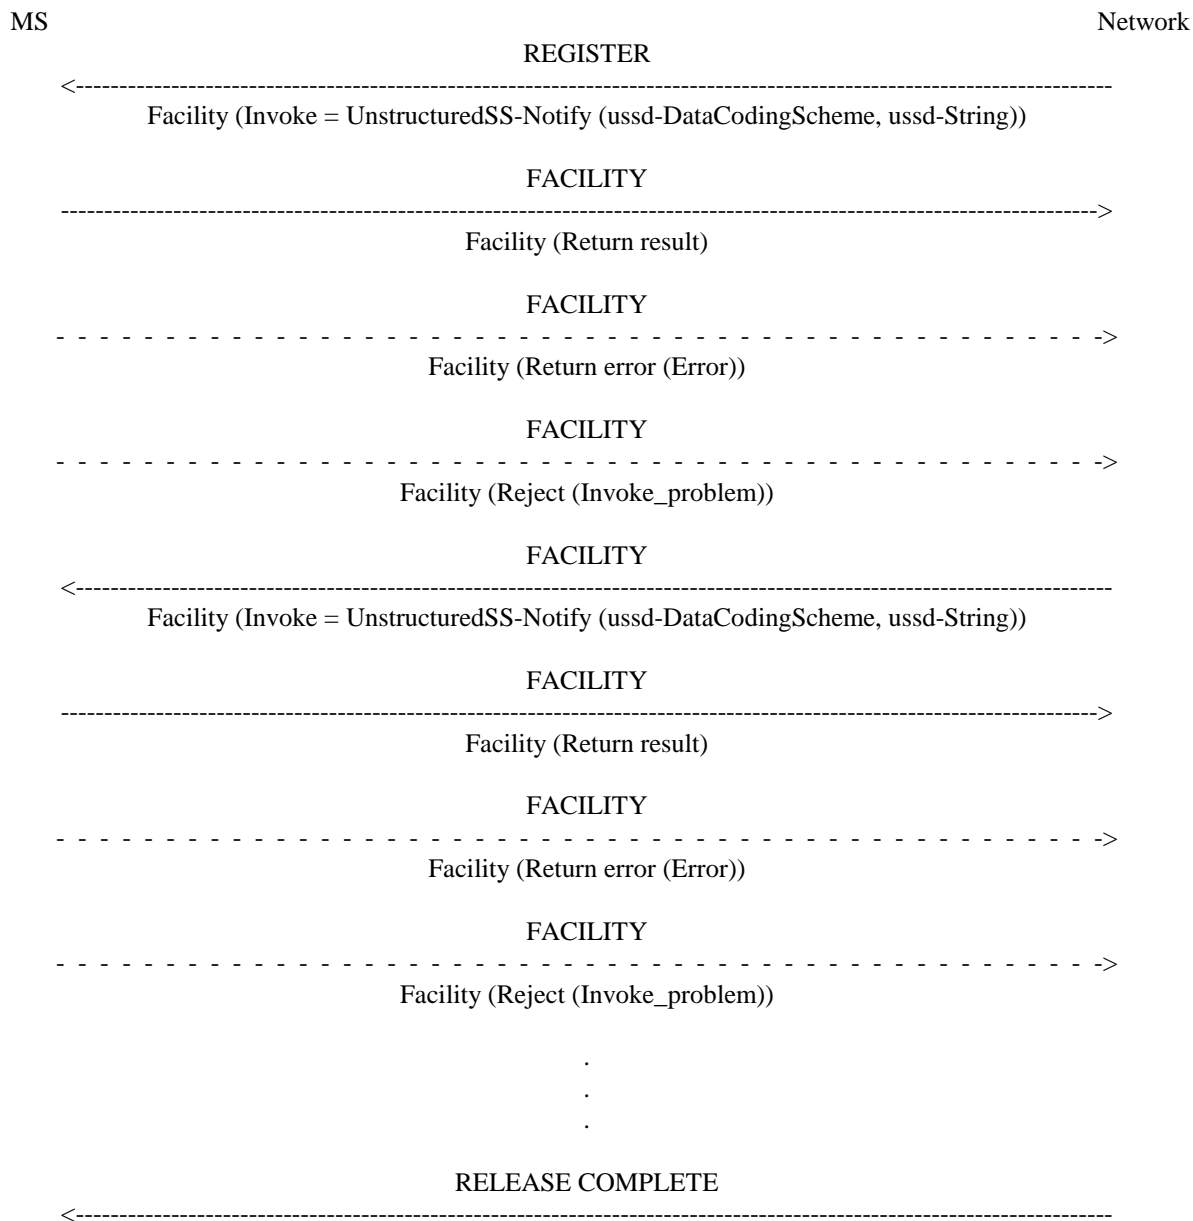 MS Network
REGISTER
<------------------------------------------------------------------------------------------------------------------------
Facility (Invoke = UnstructuredSS-Notify (ussd-DataCodingScheme, ussd-String))
FACILITY
------------------------------------------------------------------------------------------------------------------------>
Facility (Return result)
FACILITY
- - - - - - - - - - - - - - - - - - - - - - - - - - - - - - - - - - - - - - - - - - - - - - - ->
Facility (Return error (Error))
FACILITY
- - - - - - - - - - - - - - - - - - - - - - - - - - - - - - - - - - - - - - - - - - - - - - - ->
Facility (Reject (Invoke_problem))
FACILITY
<------------------------------------------------------------------------------------------------------------------------
Facility (Invoke = UnstructuredSS-Notify (ussd-DataCodingScheme, ussd-String))
FACILITY
------------------------------------------------------------------------------------------------------------------------>
Facility (Return result)
FACILITY
- - - - - - - - - - - - - - - - - - - - - - - - - - - - - - - - - - - - - - - - - - - - - - - ->
Facility (Return error (Error))
FACILITY
- - - - - - - - - - - - - - - - - - - - - - - - - - - - - - - - - - - - - - - - - - - - - - - ->
Facility (Reject (Invoke_problem))
.
.
.
RELEASE COMPLETE
<------------------------------------------------------------------------------------------------------------------------